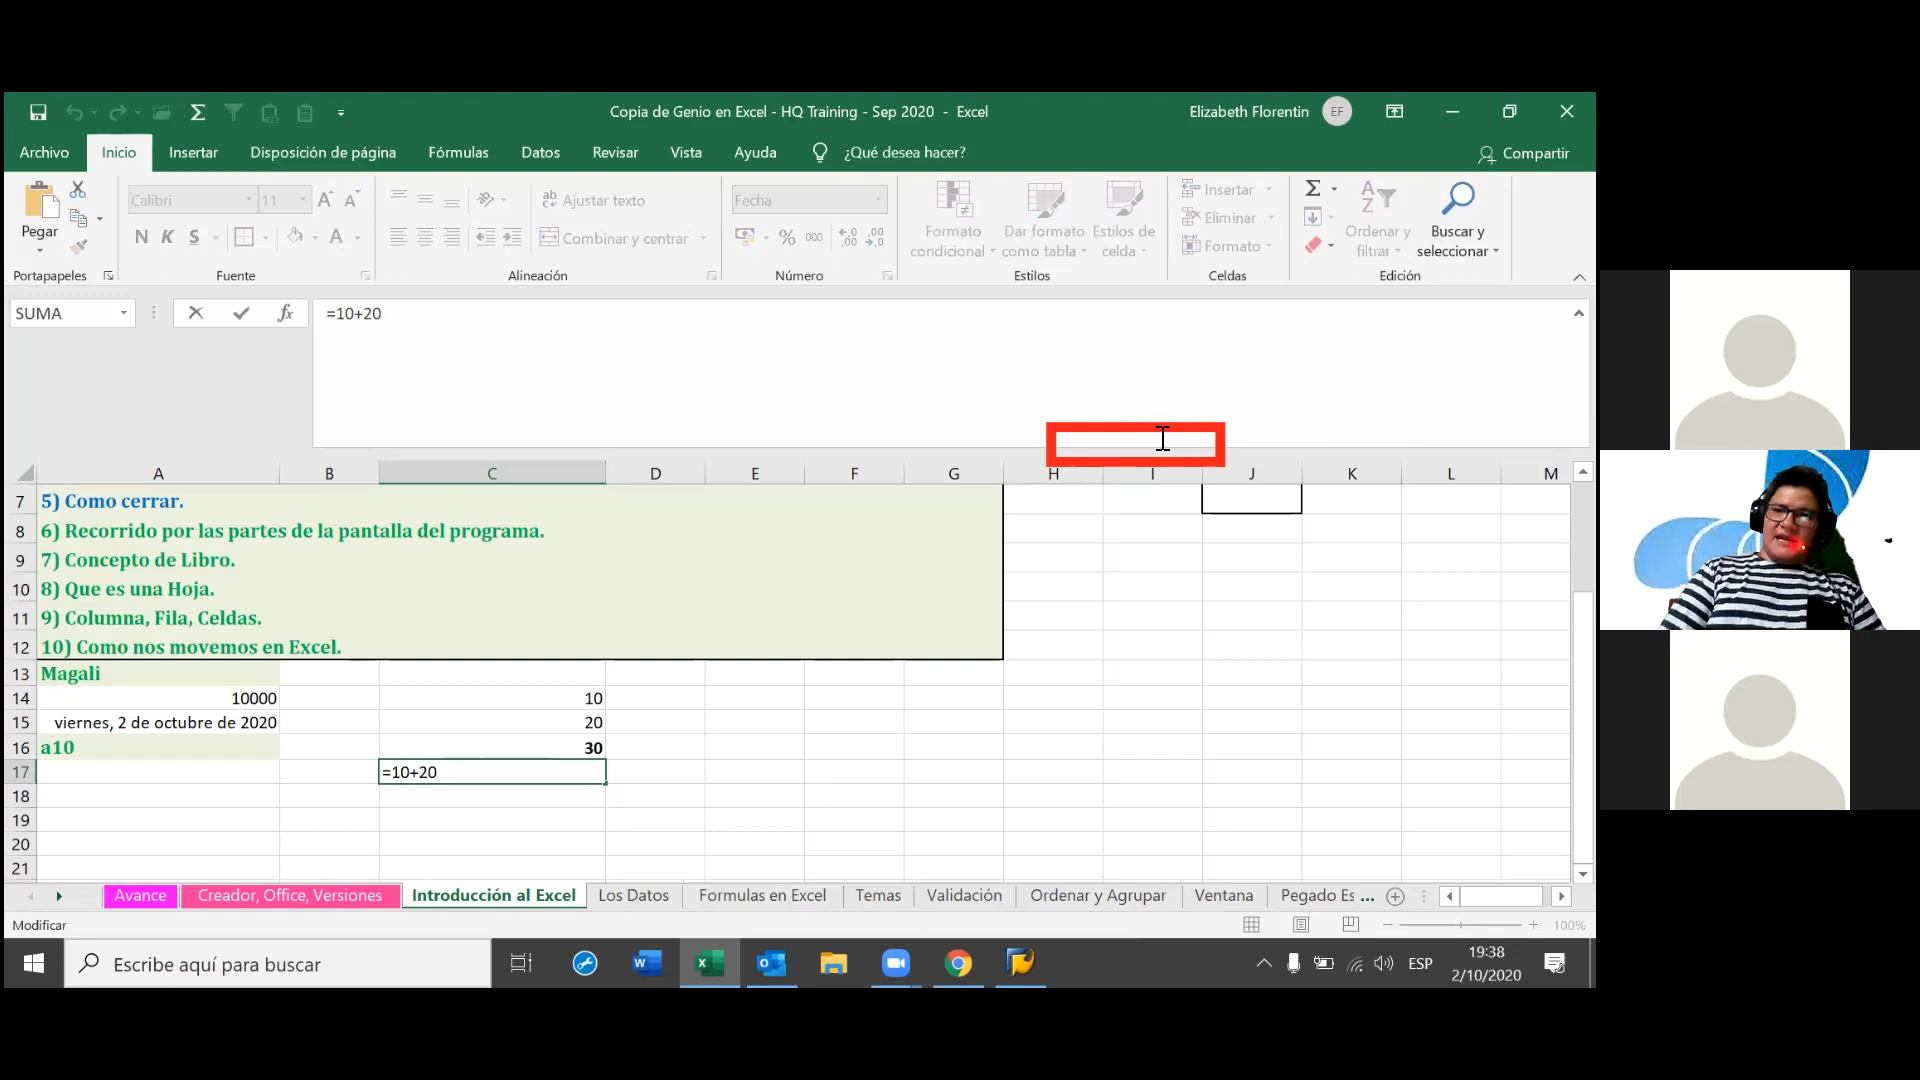 Copia de Genio en Excel - HQ Training - Sep 2020 - Excel
Elizabeth Florentin EF
Archivo Inicio Insertar Disposición de página Fórmulas Datos Revisar Vista Ayuda ¿Qué desea hacer? Compartir
Pegar
Calibri 11
Ajustar texto
Fecha
Insertar
N K S
Combinar y centrar
% 000
Formato condicional
Dar formato como tabla
Estilos de celda
Eliminar
Formato
Ordenar y filtrar
Buscar y seleccionar
Portapapeles Fuente Alineación Número Estilos Celdas Edición
SUMA fx =10+20
A B C D E F G H I J K L M
7 5) Como cerrar.
8 6) Recorrido por las partes de la pantalla del programa.
9 7) Concepto de Libro.
10 8) Que es una Hoja.
11 9) Columna, Fila, Celdas.
12 10) Como nos movemos en Excel.
13 Magali
14 10000 10
15 viernes, 2 de octubre de 2020 20
16 a10 30
17 =10+20
18
19
20
21
Avance Creador, Office, Versiones Introducción al Excel Los Datos Formulas en Excel Temas Validación Ordenar y Agrupar Ventana Pegado Es ...
Modificar 100%
Escribe aquí para buscar
ESP
19:38
2/10/2020